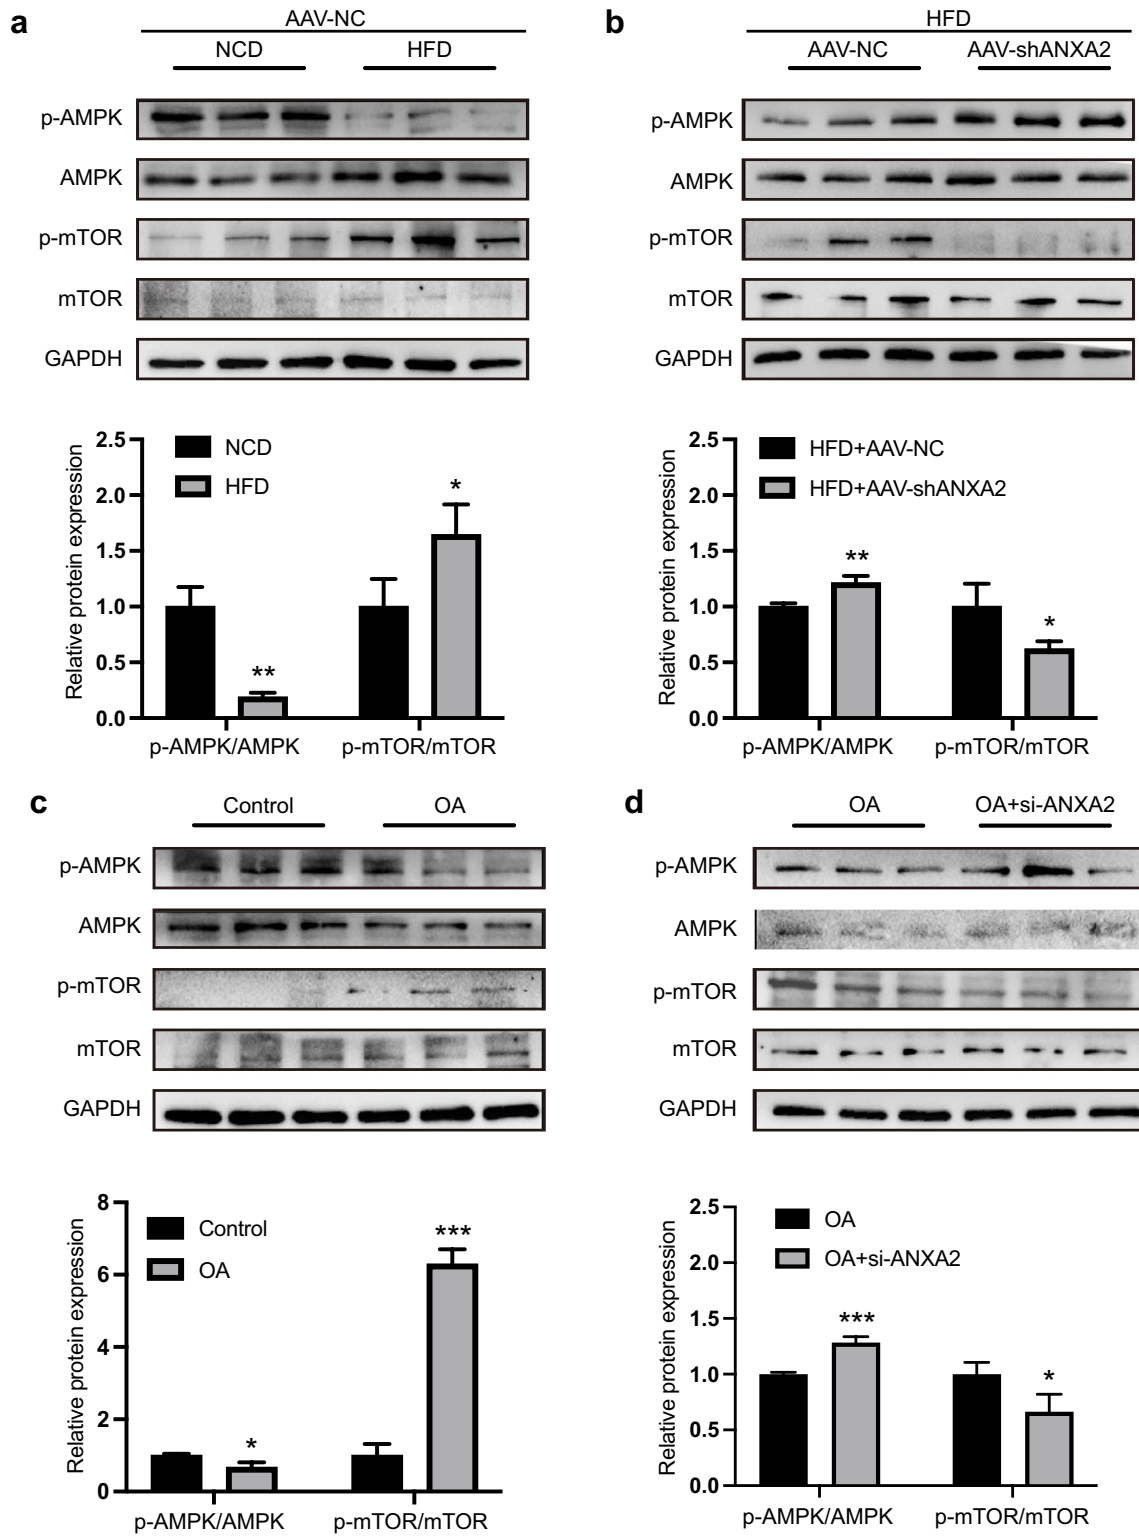 a
AAV-NC
NCD HFD
p-AMPK
AMPK
p-mTOR
mTOR
GAPDH
2.5
2.0
1.5
1.0
0.5
0.0
Relative protein expression
NCD
HFD
**
*
p-AMPK/AMPK p-mTOR/mTOR
b
HFD
AAV-NC AAV-shANXA2
p-AMPK
AMPK
p-mTOR
mTOR
GAPDH
2.5
2.0
1.5
1.0
0.5
0.0
Relative protein expression
HFD+AAV-NC
HFD+AAV-shANXA2
**
*
p-AMPK/AMPK p-mTOR/mTOR
c
Control OA
p-AMPK
AMPK
p-mTOR
mTOR
GAPDH
8
6
4
2
0
Relative protein expression
Control
OA
*
***
p-AMPK/AMPK p-mTOR/mTOR
d
OA OA+si-ANXA2
p-AMPK
AMPK
p-mTOR
mTOR
GAPDH
2.5
2.0
1.5
1.0
0.5
0.0
Relative protein expression
OA
OA+si-ANXA2
***
*
p-AMPK/AMPK p-mTOR/mTOR